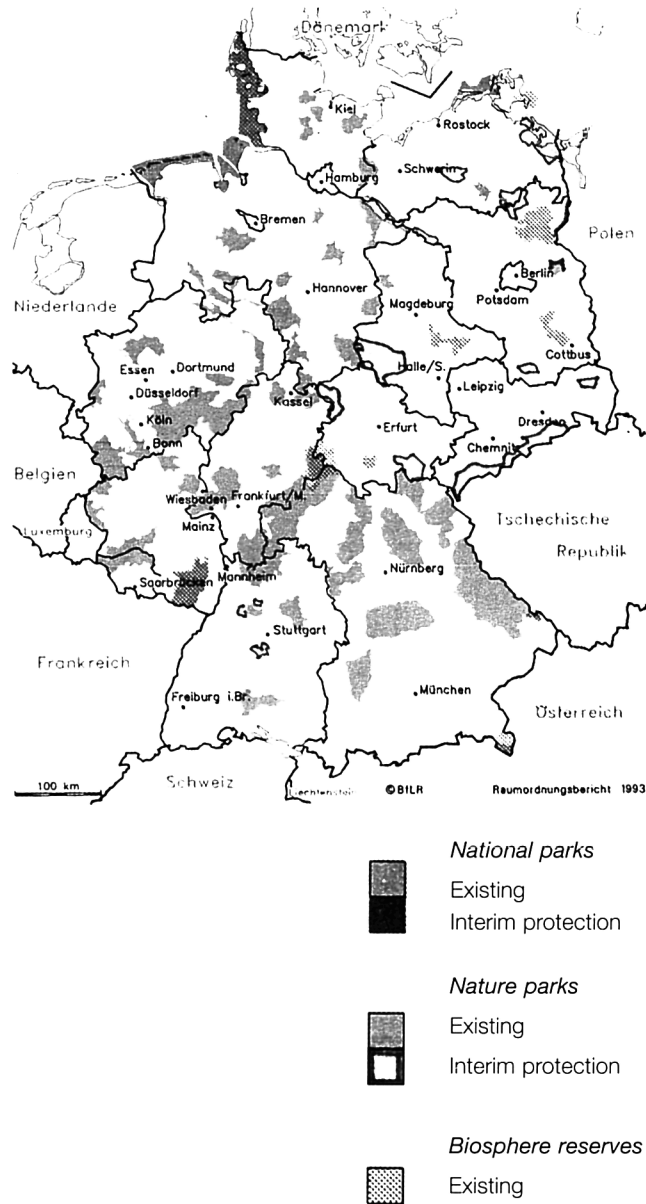 Dänemark
Kiel
Rostock
Hamburg
Schwerin
Bremen
Polen
Berlin
Hannover
Niederlande
Potsdam
Magdeburg
Essen
Dortmund
Cottbus
Halle/S.
Düsseldorf
Leipzig
Kassel
Köln
Erfurt
Dresden
Bonn
Chemnitz
Belgien
Wiesbaden
Frankfurt/M.
Mainz
Luxemburg
Tschechische
Republik
Saarbrücken
Mannheim
Nürnberg
Stuttgart
Frankreich
München
Freiburg i.Br.
Österreich
Schweiz
100 km
Liechtenstein
©BfLR
Raumordnungsbericht 1993
National parks
Existing
Interim protection
Nature parks
Existing
Interim protection
Biosphere reserves
Existing